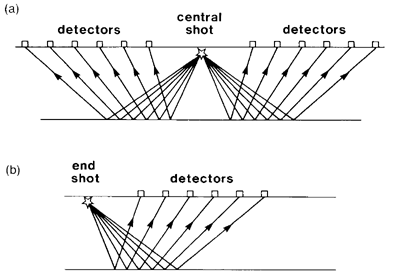 (a)
central
detectors shot detectors
(b)
end
shot detectors